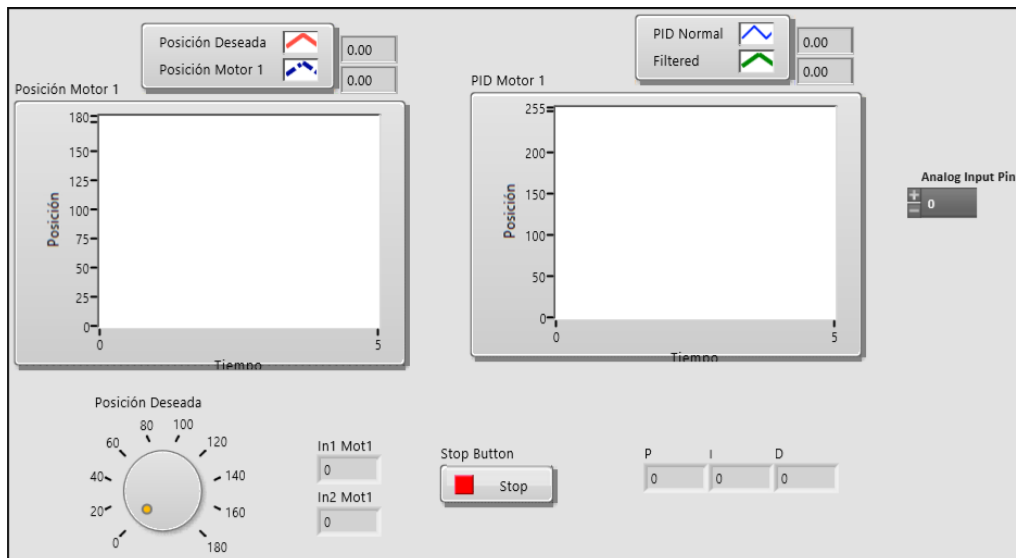 Posición Deseada
0.00
Posición Motor 1
0.00
Posición Motor 1
180
150
125
100
75
50
25
0
Posición
0
5
Tiempo
PID Normal
0.00
Filtered
0.00
PID Motor 1
255
200
150
100
50
0
Posición
0
5
Tiempo
Analog Input Pin
0
Posición Deseada
0
20
40
60
80
100
120
140
160
180
In1 Mot1
0
In2 Mot1
0
Stop Button
Stop
P I D
0 0 0